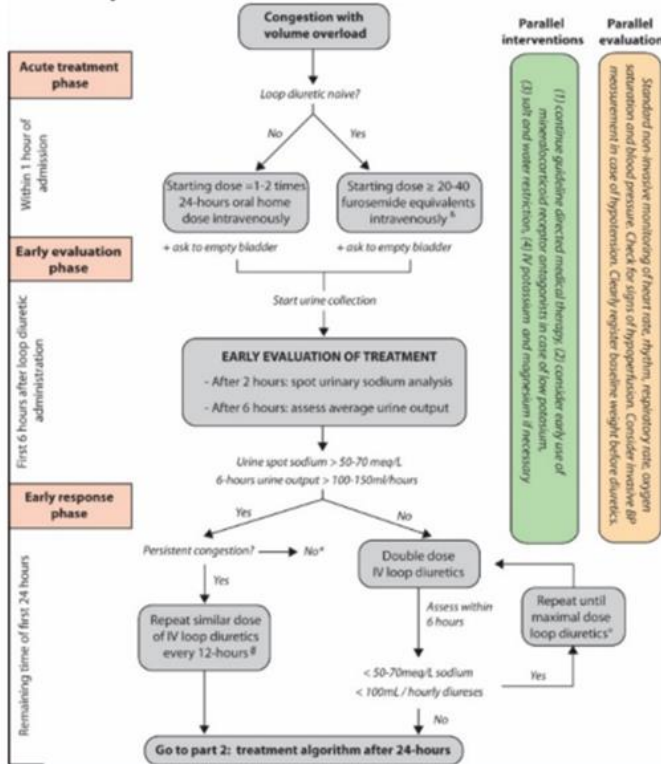 Congestion with
volume overload
Parallel
interventions
Parallel
evaluation
Acute treatment
phase
Loop diuretic naive?
No
Yes
Within 1 hour of
admission
Starting dose =1-2 times
24-hours oral home
dose intravenously
Starting dose ≥ 20-40
furosemide equivalents
intravenously &
+ ask to empty bladder
+ ask to empty bladder
Early evaluation
phase
Start urine collection
First 6 hours after loop diuretic
administration
EARLY EVALUATION OF TREATMENT
- After 2 hours: spot urinary sodium analysis
- After 6 hours: assess average urine output
Urine spot sodium > 50-70 meq/L
6-hours urine output > 100-150ml/hours
Early response
phase
Yes
No
Remaining time of first 24 hours
Persistent congestion?
No*
Double dose
IV loop diuretics
Yes
Repeat similar dose
of IV loop diuretics
every 12-hours #
Assess within
6 hours
Repeat until
maximal dose
loop diuretics°
< 50-70meq/L sodium
< 100mL / hourly diureses
Yes
No
Go to part 2: treatment algorithm after 24-hours
(1) continue guideline directed medical therapy, (2) consider early use of
mineralocorticoid receptor antagonists in case of low potasium,
(3) salt and water restriction, (4) IV potassium and magnesium if necessary
Standard non-invasive monitoring of heart rate, rhythm, respiratory rate, oxygen
saturation and blood pressure. Check for signs of hypoperfusion. Consider invasive BP
measurement in case of hypotension. Clearly register baseline weight before diuretics.